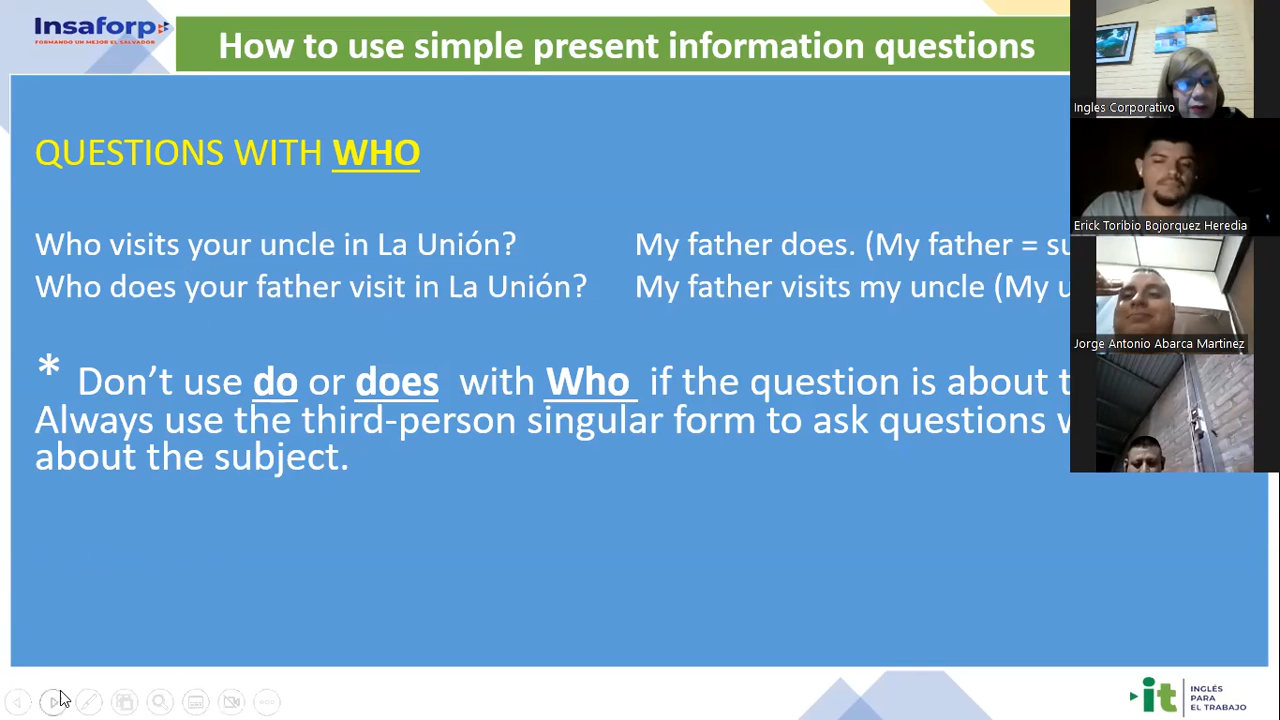 Insaforp
FORMANDO UN MEJOR EL SALVADOR
How to use simple present information questions
QUESTIONS WITH WHO
Who visits your uncle in La Unión? My father does. (My father = su
Who does your father visit in La Unión? My father visits my uncle (My u
* Don’t use do or does with Who if the question is about t
Always use the third-person singular form to ask questions w
about the subject.
Ingles Corporativo
Erick Toribio Bojorquez Heredia
Jorge Antonio Abarca Martinez
it INGLÉS
PARA
EL TRABAJO